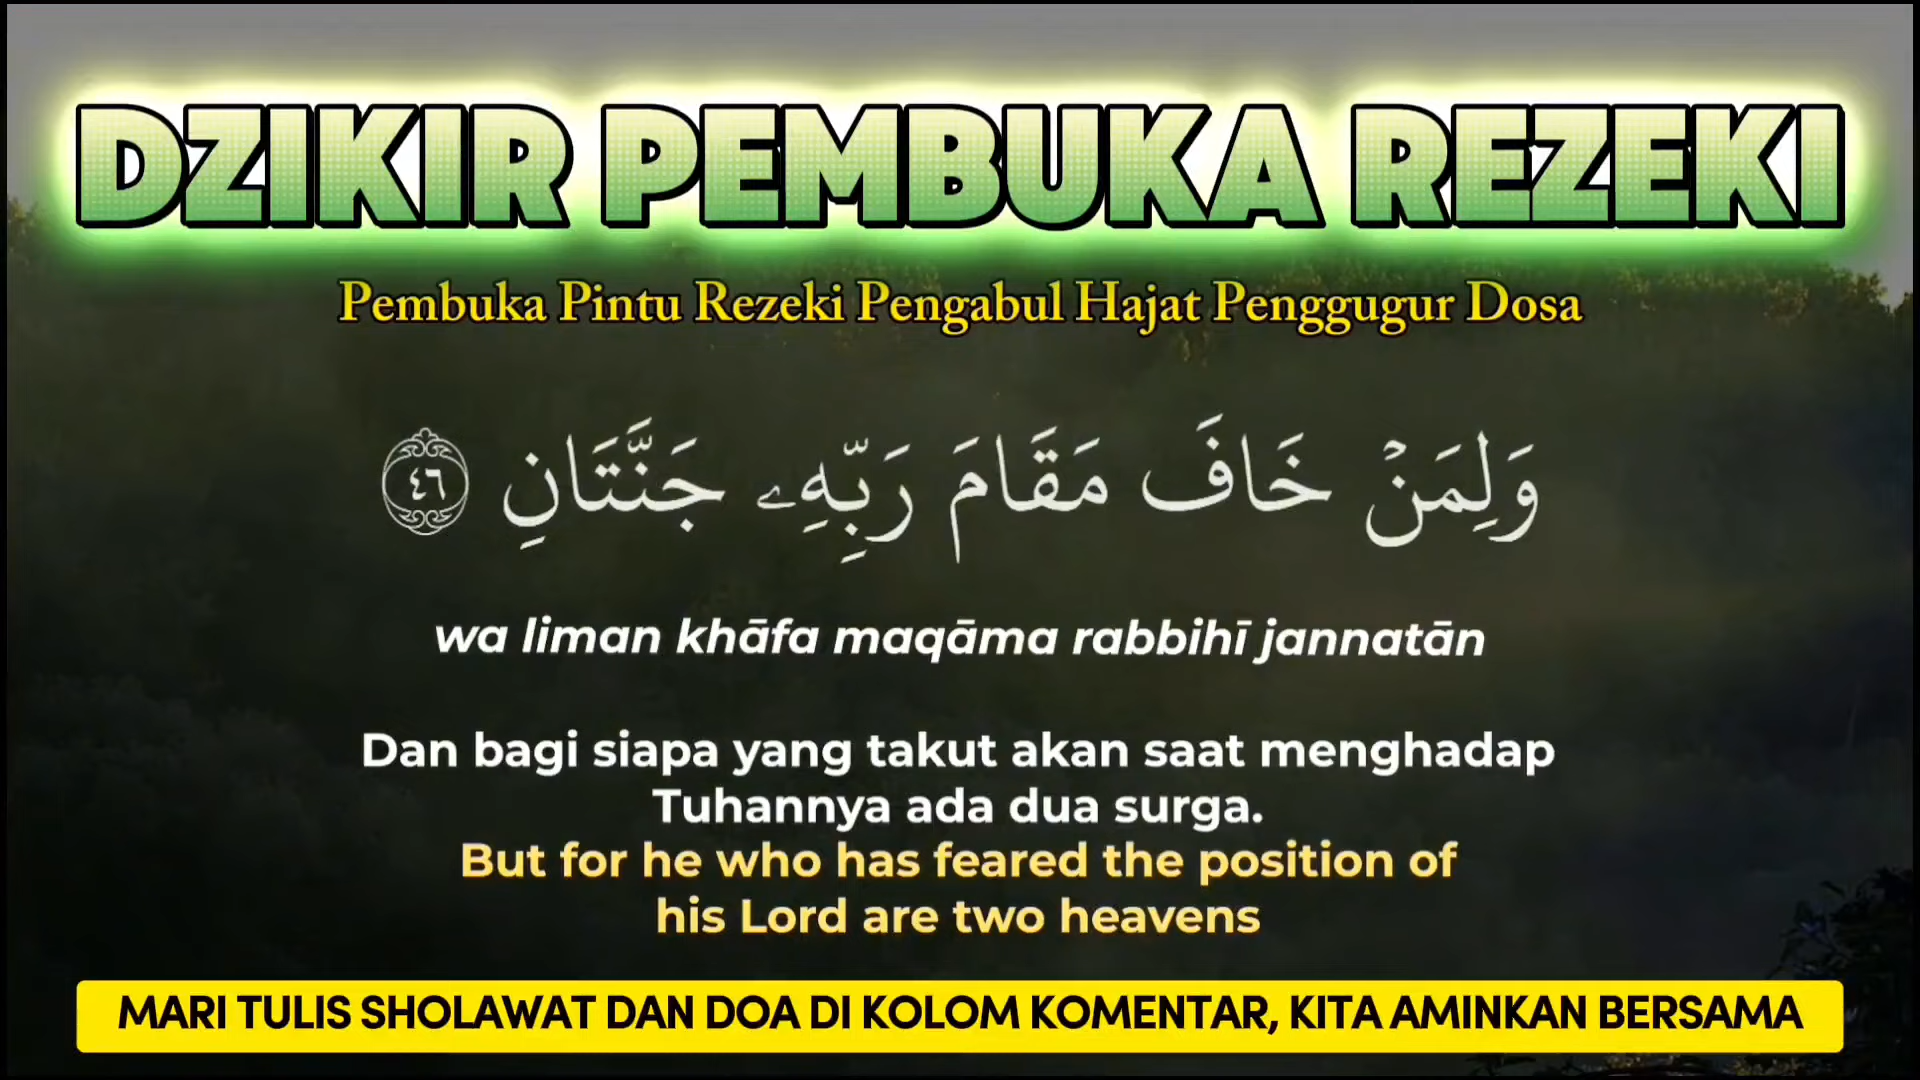 DZIKIR PEMBUKA REZEKI
Pembuka Pintu Rezeki Pengabul Hajat Penggugur Dosa
وَلِمَنْ خَافَ مَقَامَ رَبِّهِۦ جَنَّتَانِ ٤٦
wa liman khāfa maqāma rabbihī jannatān
Dan bagi siapa yang takut akan saat menghadap
Tuhannya ada dua surga.
But for he who has feared the position of
his Lord are two heavens
MARI TULIS SHOLAWAT DAN DOA DI KOLOM KOMENTAR, KITA AMINKAN BERSAMA